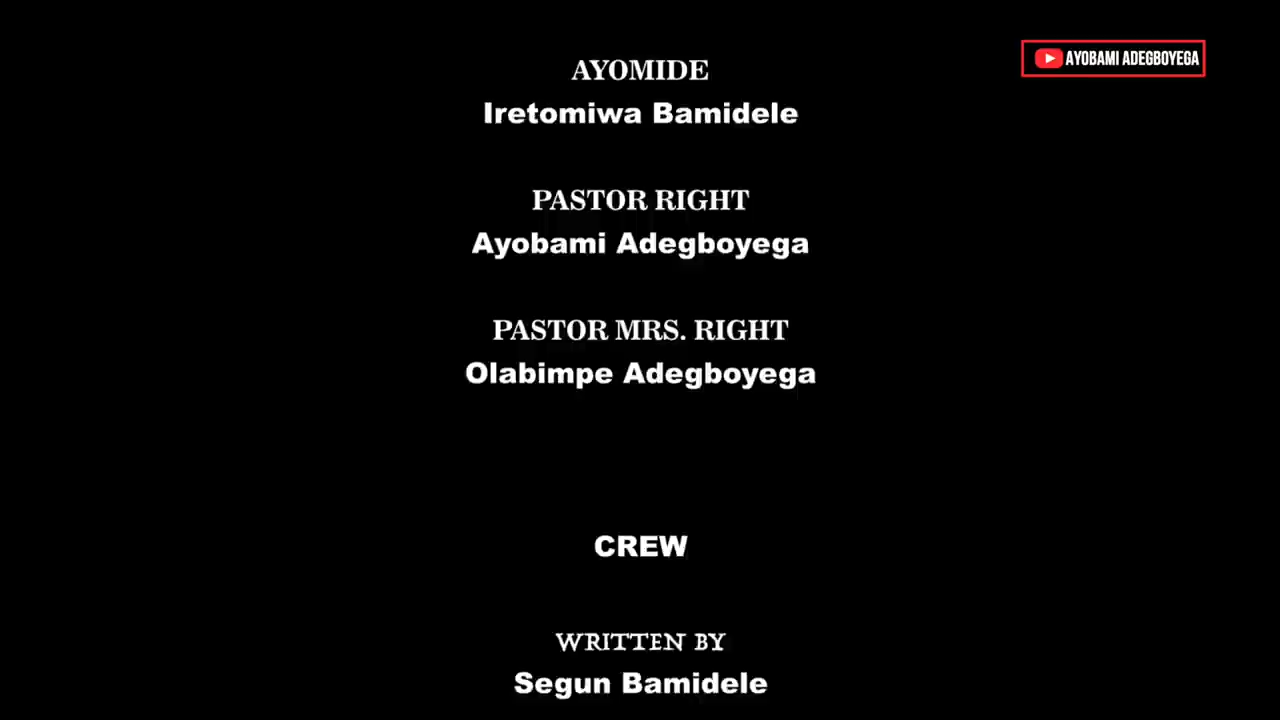 AYOMIDE
Iretomiwa Bamidele
PASTOR RIGHT
Ayobami Adegboyega
PASTOR MRS. RIGHT
Olabimpe Adegboyega
CREW
WRITTEN BY
Segun Bamidele
AYOBAMI ADEGBOYEGA